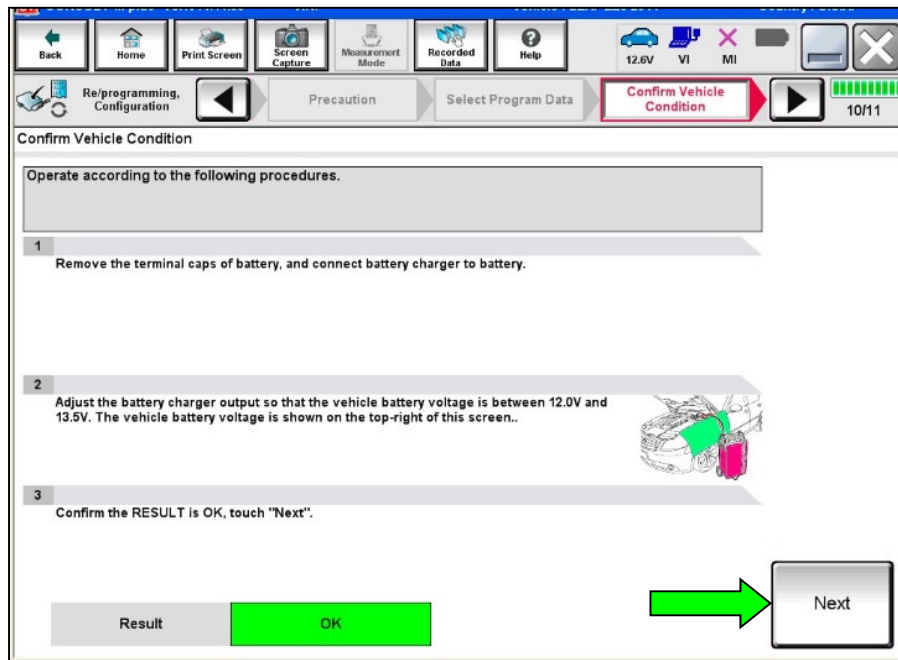 Back
Home
Print Screen
Screen
Capture
Measurement
Mode
Recorded
Data
Help
12.6V
VI
MI
Re/programming,
Configuration
Precaution
Select Program Data
Confirm Vehicle
Condition
10/11
Confirm Vehicle Condition
Operate according to the following procedures.
1
Remove the terminal caps of battery, and connect battery charger to battery.
2
Adjust the battery charger output so that the vehicle battery voltage is between 12.0V and
13.5V. The vehicle battery voltage is shown on the top-right of this screen..
3
Confirm the RESULT is OK, touch "Next".
Result
OK
Next